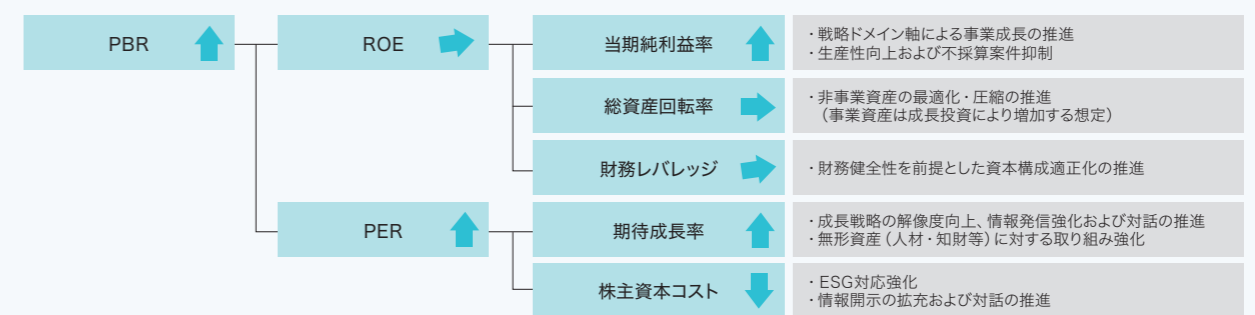 PBR
ROE
当期純利益率
・戦略ドメイン軸による事業成長の推進
・生産性向上および不採算案件抑制
総資産回転率
・非事業資産の最適化・圧縮の推進
（事業資産は成長投資により増加する想定）
財務レバレッジ
・財務健全性を前提とした資本構成適正化の推進
PER
期待成長率
・成長戦略の解像度向上、情報発信強化および対話の推進
・無形資産（人材・知財等）に対する取り組み強化
株主資本コスト
・ESG対応強化
・情報開示の拡充および対話の推進